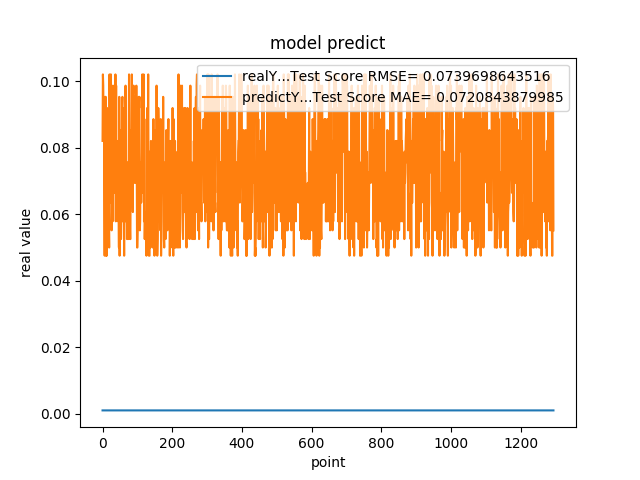 model predict
realY...Test Score RMSE= 0.0739698643516
predictY...Test Score MAE= 0.0720843879985
0.10
0.08
0.06
0.04
0.02
0.00
real value
0 200 400 600 800 1000 1200
point